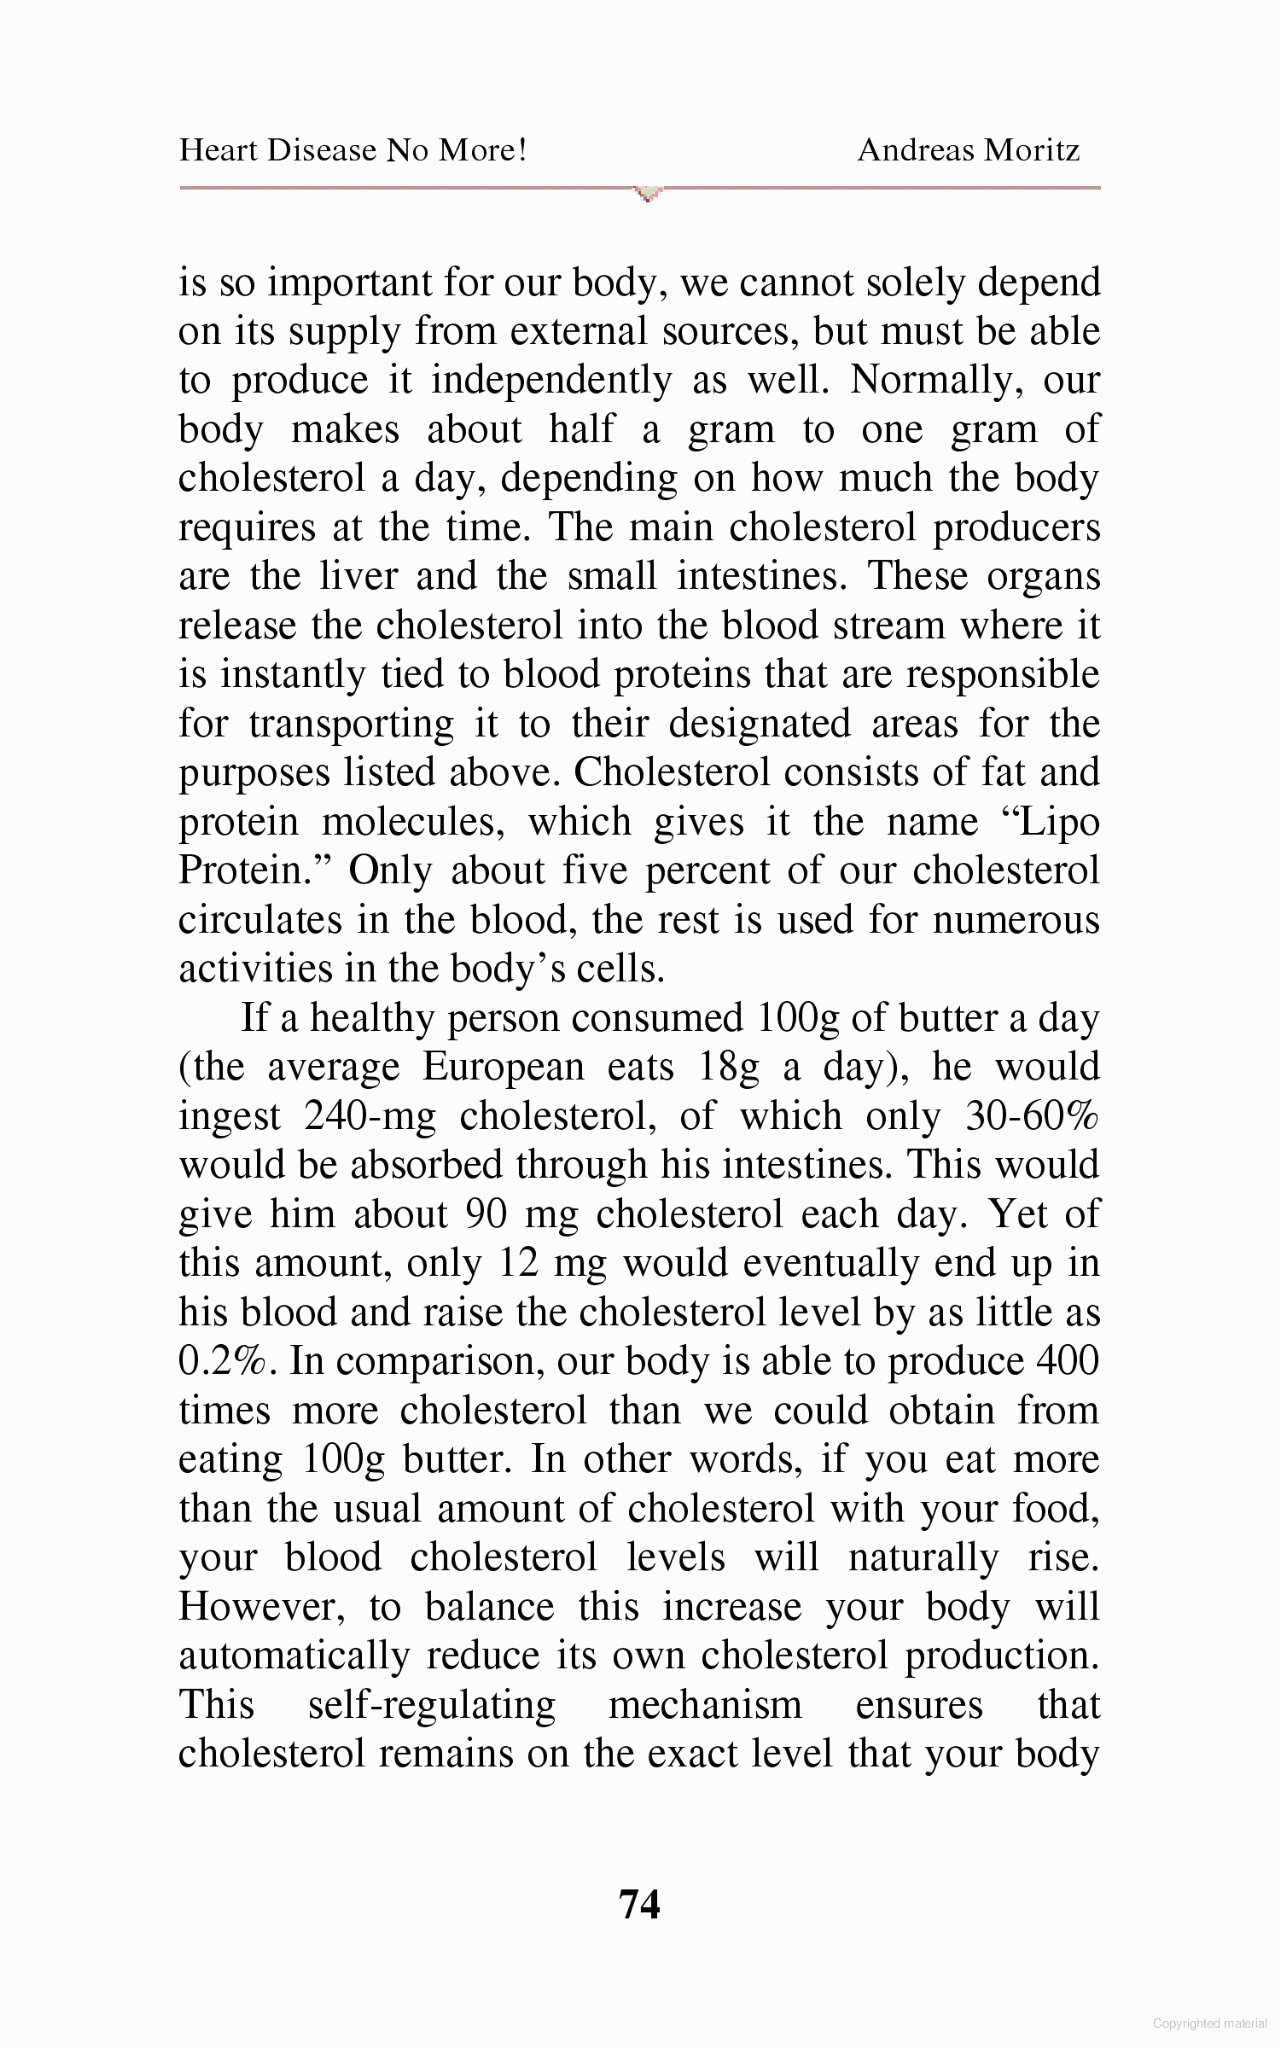 Heart Disease No More! Andreas Moritz
is so important for our body, we cannot solely depend
on its supply from external sources, but must be able
to produce it independently as well. Normally, our
body makes about half a gram to one gram of
cholesterol a day, depending on how much the body
requires at the time. The main cholesterol producers
are the liver and the small intestines. These organs
release the cholesterol into the blood stream where it
is instantly tied to blood proteins that are responsible
for transporting it to their designated areas for the
purposes listed above. Cholesterol consists of fat and
protein molecules, which gives it the name “Lipo
Protein.” Only about five percent of our cholesterol
circulates in the blood, the rest is used for numerous
activities in the body’s cells.
If a healthy person consumed 100g of butter a day
(the average European eats 18g a day), he would
ingest 240-mg cholesterol, of which only 30-60%
would be absorbed through his intestines. This would
give him about 90 mg cholesterol each day. Yet of
this amount, only 12 mg would eventually end up in
his blood and raise the cholesterol level by as little as
0.2%. In comparison, our body is able to produce 400
times more cholesterol than we could obtain from
eating 100g butter. In other words, if you eat more
than the usual amount of cholesterol with your food,
your blood cholesterol levels will naturally rise.
However, to balance this increase your body will
automatically reduce its own cholesterol production.
This self-regulating mechanism ensures that
cholesterol remains on the exact level that your body
74
Copyrighted material